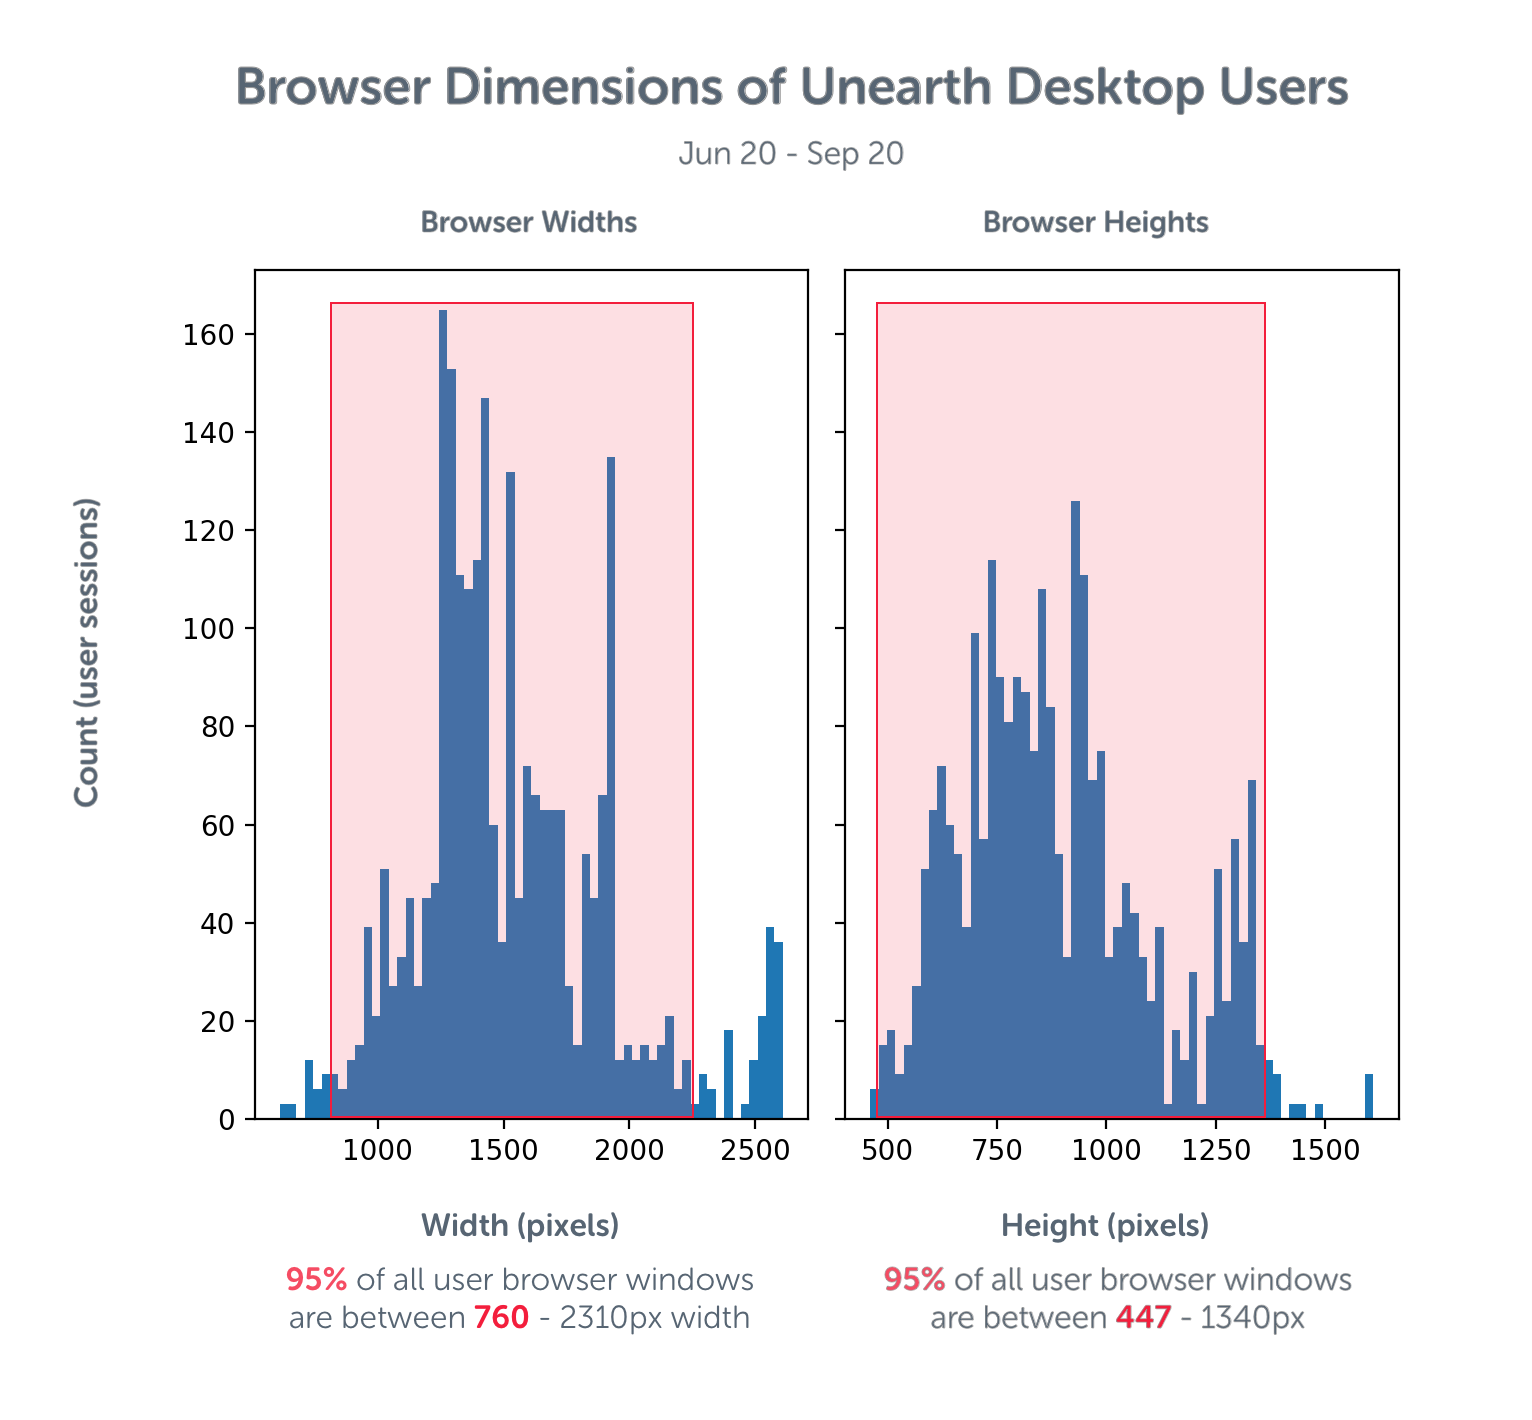 Browser Dimensions of Unearth Desktop Users
Jun 20 - Sep 20
Browser Widths
Browser Heights
Count (user sessions)
160
140
120
100
80
60
40
20
0
1000 1500 2000 2500
500 750 1000 1250 1500
Width (pixels)
95% of all user browser windows
are between 760 - 2310px width
Height (pixels)
95% of all user browser windows
are between 447 - 1340px